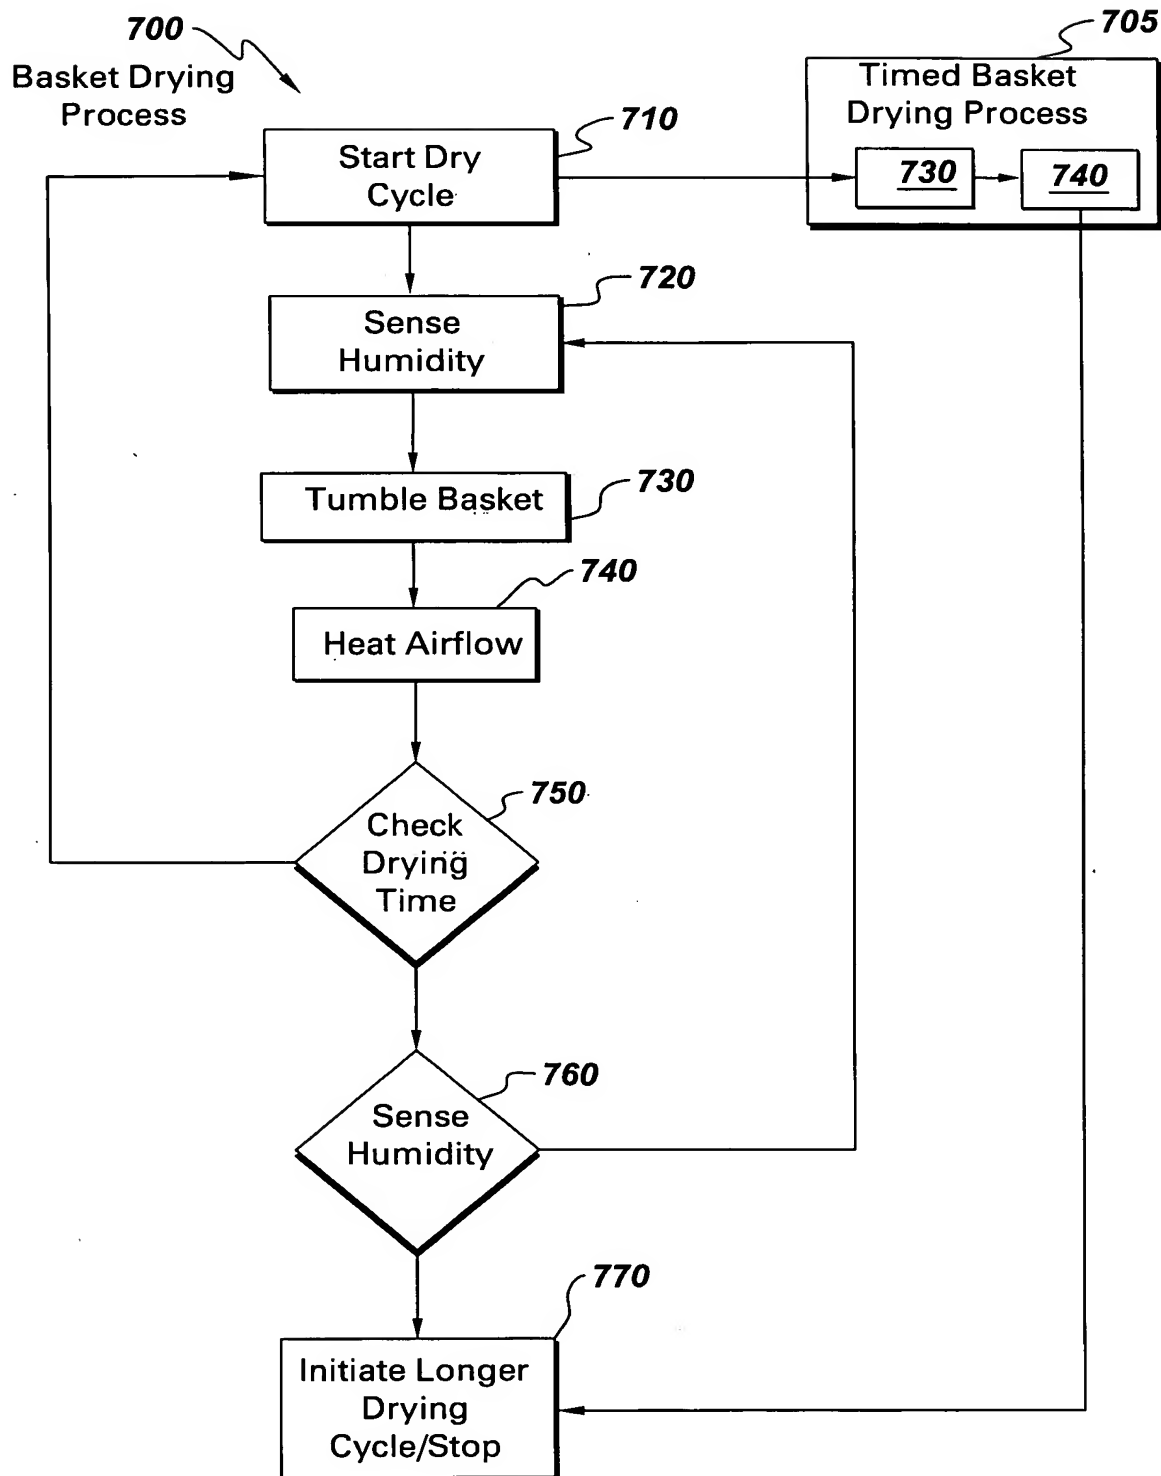 700
Basket Drying
Process
705
Timed Basket
Drying Process
730
740
710
Start Dry
Cycle
720
Sense
Humidity
730
Tumble Basket
740
Heat Airflow
750
Check
Drying
Time
760
Sense
Humidity
770
Initiate Longer
Drying
Cycle/Stop